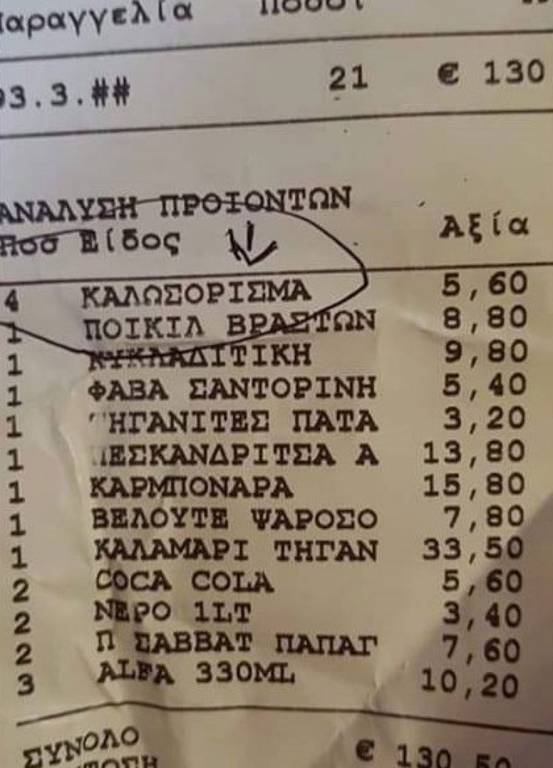 93.3.## 21 € 130
ΑΝΑΛΥΣΗ ΠΡΟΙΟΝΤΩΝ
Ποσ Είδος Αξία
4 ΚΑΛΩΣΟΡΙΣΜΑ 5,60
1 ΠΟΙΚΙΛ ΒΡΑΣΤΩΝ 8,80
1 ΚΥΚΛΑΔΙΤΙΚΗ 9,80
1 ΦΑΒΑ ΣΑΝΤΟΡΙΝΗ 5,40
1 ΤΗΓΑΝΙΤΕΣ ΠΑΤΑ 3,20
1 ΠΕΣΚΑΝΔΡΙΤΣΑ Α 13,80
1 ΚΑΡΜΠΟΝΑΡΑ 15,80
1 ΒΕΛΟΥΤΕ ΨΑΡΟΣΟ 7,80
1 ΚΑΛΑΜΑΡΙ ΤΗΓΑΝ 33,50
2 COCA COLA 5,60
2 ΝΕΡΟ 1LT 3,40
2 Π ΣΑΒΒΑΤ ΠΑΠΑΓ 7,60
3 ALFA 330ML 10,20
ΣΥΝΟΛΟ € 130,50